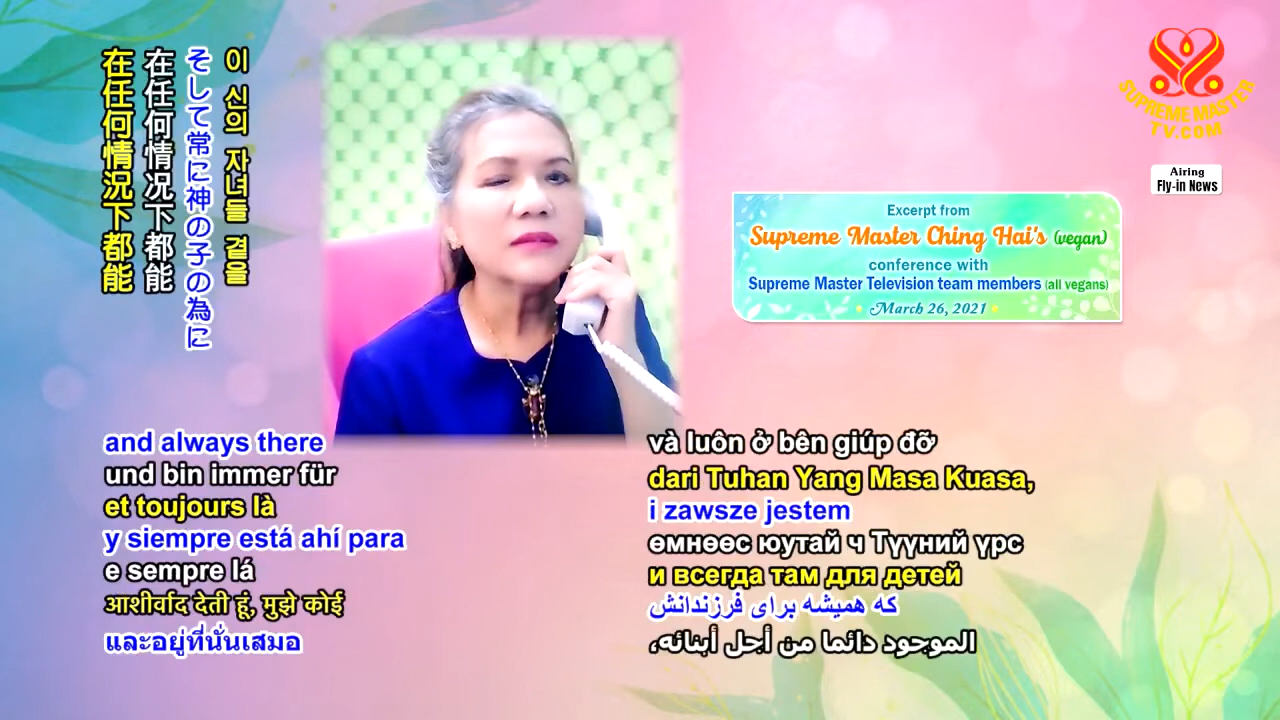 在任何情況下都能
在任何情况下都能
そして常に神の子の為に
이 신의 자녀들 곁을
SUPREME MASTER
TV.COM
Airing
Fly-in News
Excerpt from
Supreme Master Ching Hai's (vegan)
conference with
Supreme Master Television team members (all vegans)
March 26, 2021
and always there
und bin immer für
et toujours là
y siempre está ahí para
e sempre lá
आशीर्वाद देती हूं, मुझे कोई
และอยู่ที่นั่นเสมอ
và luôn ở bên giúp đỡ
dari Tuhan Yang Masa Kuasa,
i zawsze jestem
өмнөөс юутай ч Түүний үрс
и всегда там для детей
که همیشه برای فرزندانش
الموجود دائما من أجل أبنائه،